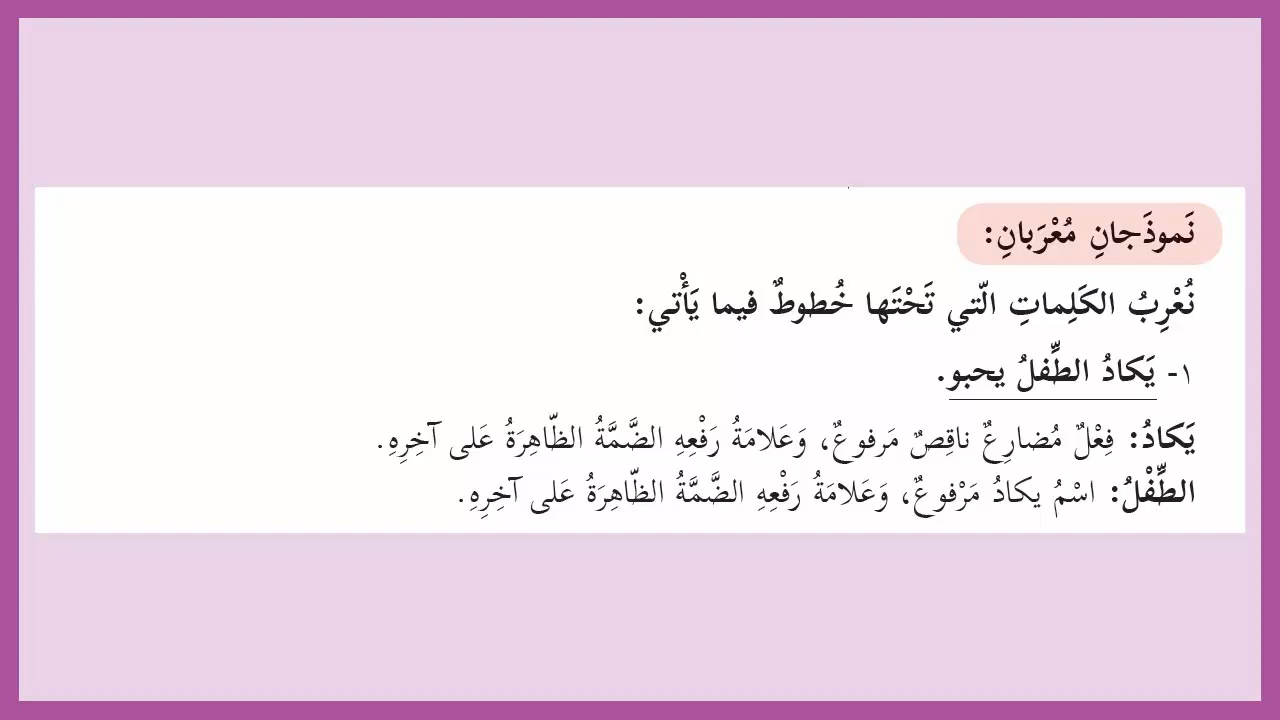 نَموذَجانِ مُعْرَبانِ:
نُعْرِبُ الكَلِماتِ الّتي تَحْتَها خُطوطٌ فيما يَأْتي:
١- يَكادُ الطِّفلُ يحبو.
يَكادُ: فِعْلٌ مُضارِعٌ ناقِصٌ مَرفوعٌ، وَعَلامَةُ رَفْعِهِ الضَّمَّةُ الظّاهِرَةُ عَلى آخِرِهِ.
الطِّفْلُ: اسْمُ يكادُ مَرْفوعٌ، وَعَلامَةُ رَفْعِهِ الضَّمَّةُ الظّاهِرَةُ عَلى آخِرِهِ.